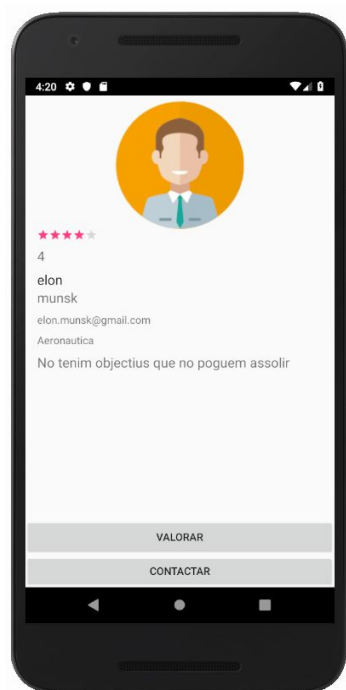 4:20
4
elon
munsk
elon.munsk@gmail.com
Aeronautica
No tenim objectius que no poguem assolir
VALORAR
CONTACTAR